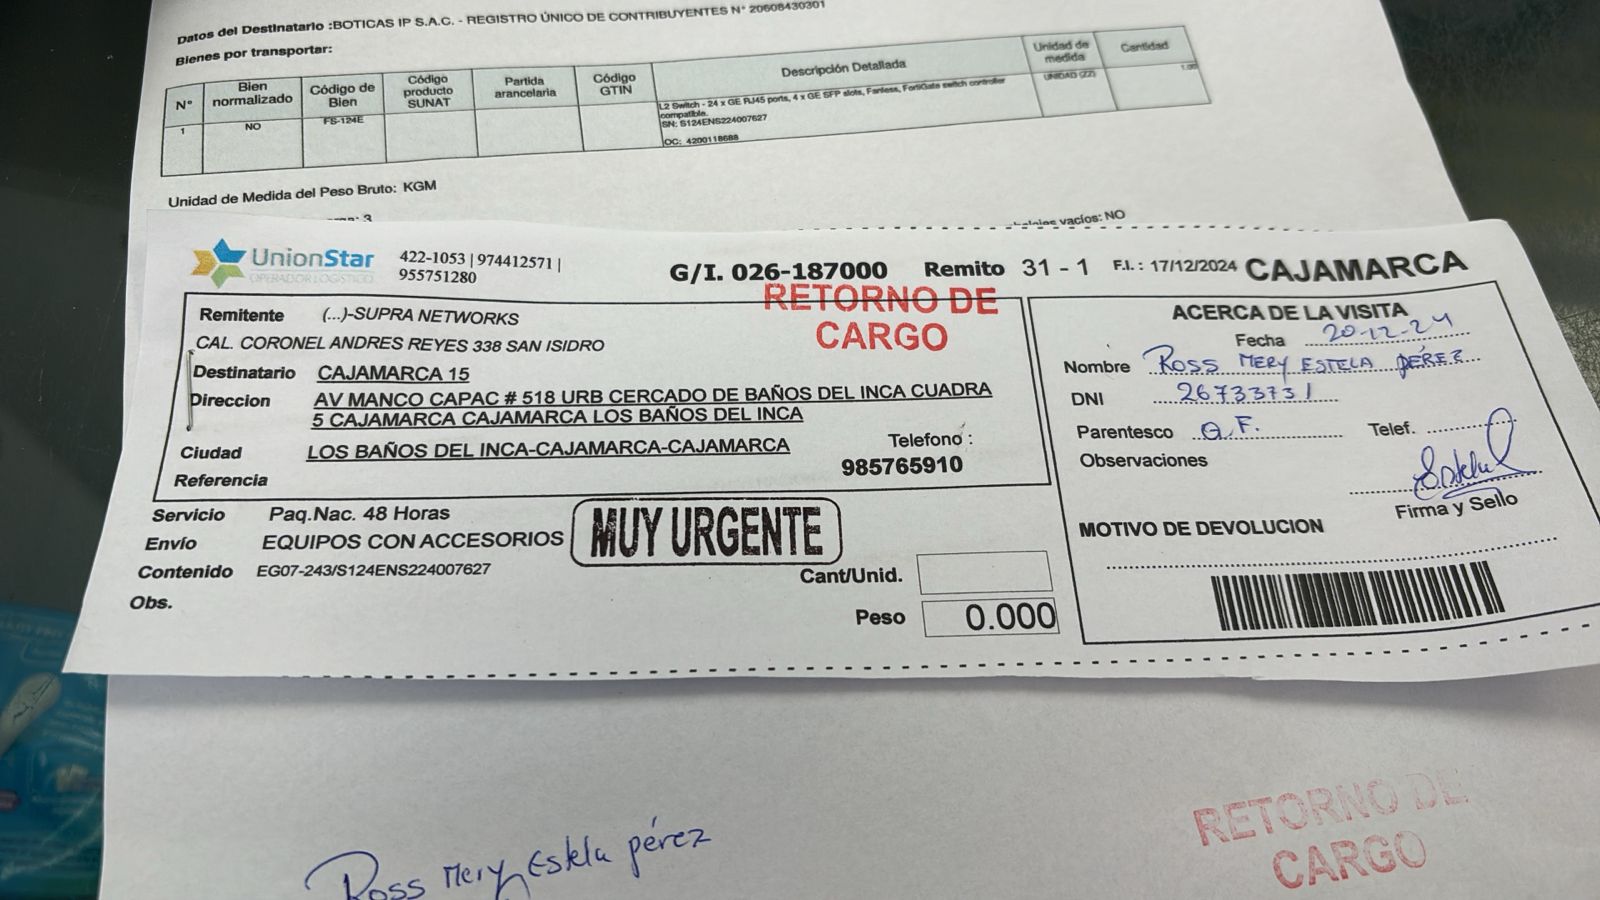 Datos del Destinatario :BOTICAS IP S.A.C. - REGISTRO ÚNICO DE CONTRIBUYENTES N° 20608430301
Bienes por transportar:
N° Bien normalizado Código de Bien Código producto SUNAT Partida arancelaria Código GTIN Descripción Detallada Unidad de medida Cantidad
1 NO FS-124E L2 Switch - 24 x GE RJ45 ports, 4 x GE SFP slots, Fanless, FortiGate switch controller UNIDAD (ZZ) 1.00
compatible.
SN: S124ENS224007627
OC: 4200118688
Unidad de Medida del Peso Bruto: KGM
3
vacíos: NO
UnionStar
OPERADOR LOGÍSTICO
422-1053 | 974412571 |
955751280
G/I. 026-187000 Remito 31 - 1 F.I.: 17/12/2024 CAJAMARCA
RETORNO DE
CARGO
Remitente (...)-SUPRA NETWORKS
CAL. CORONEL ANDRES REYES 338 SAN ISIDRO
Destinatario CAJAMARCA 15
Direccion AV MANCO CAPAC # 518 URB CERCADO DE BAÑOS DEL INCA CUADRA
5 CAJAMARCA CAJAMARCA LOS BAÑOS DEL INCA
Ciudad LOS BAÑOS DEL INCA-CAJAMARCA-CAJAMARCA
Telefono :
985765910
Referencia
Servicio Paq.Nac. 48 Horas
Envío EQUIPOS CON ACCESORIOS
MUY URGENTE
Contenido EG07-243/S124ENS224007627
Obs.
Cant/Unid.
Peso 0.000
ACERCA DE LA VISITA
Fecha 20-12-24
Nombre Ross MERY ESTELA PÉREZ
DNI 26733731
Parentesco Q.F. Telef.
Observaciones
Firma y Sello
MOTIVO DE DEVOLUCION
Ross Mery Estela pérez
RETORNO DE
CARGO